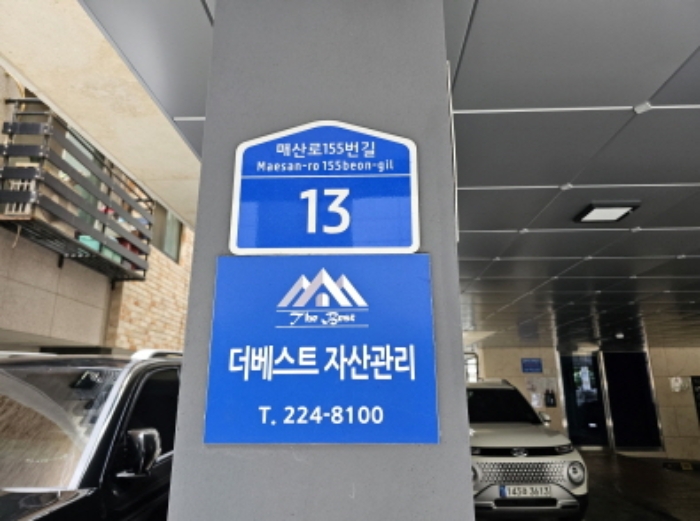 매산로155번길
Maesan-ro 155beon-gil
13
The Best
더베스트 자산관리
T. 224-8100